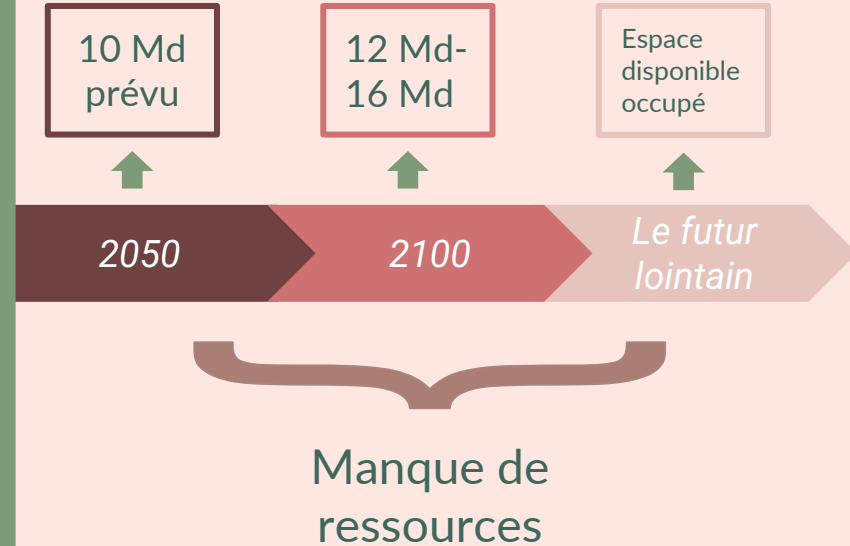 10 Md
prévu
12 Md-
16 Md
Espace
disponible
occupé
2050
2100
Le futur
lointain
Manque de
ressources